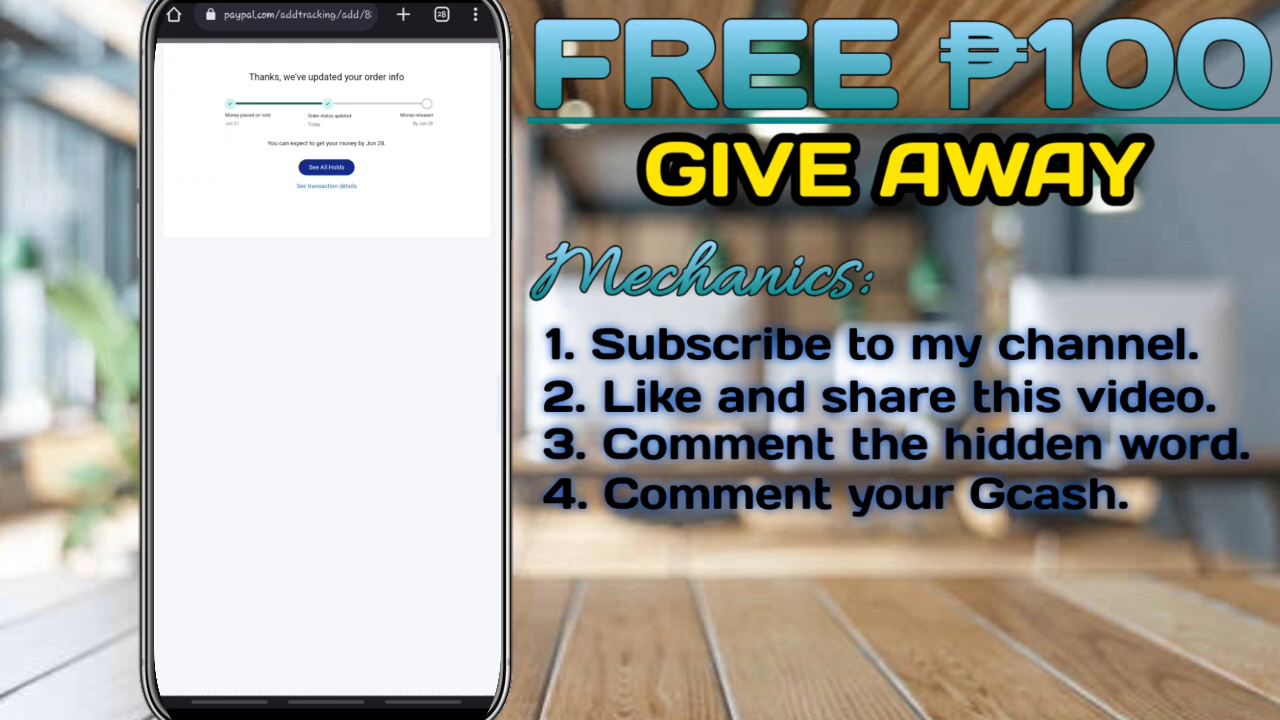 paypal.com/addtracking/add/8
28
Thanks, we've updated your order info
Money placed on hold
Jun 21
Order status updated
Today
Money released
By Jun 28
You can expect to get your money by Jun 28.
See All Holds
See transaction details
FREE ₱100
GIVE AWAY
Mechanics:
1. Subscribe to my channel.
2. Like and share this video.
3. Comment the hidden word.
4. Comment your Gcash.